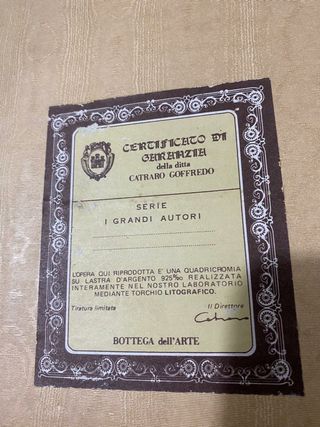 CERTIFICATO DI
GARANZIA
della ditta
CATRARO GOFFREDO
SERIE
I GRANDI AUTORI
L'OPERA QUI RIPRODOTTA E' UNA QUADRICROMIA
SU LASTRA D'ARGENTO 925‰ REALIZZATA
INTERAMENTE NEL NOSTRO LABORATORIO
MEDIANTE TORCHIO LITOGRAFICO.
Tiratura limitata
Il Direttore
BOTTEGA dell'ARTE